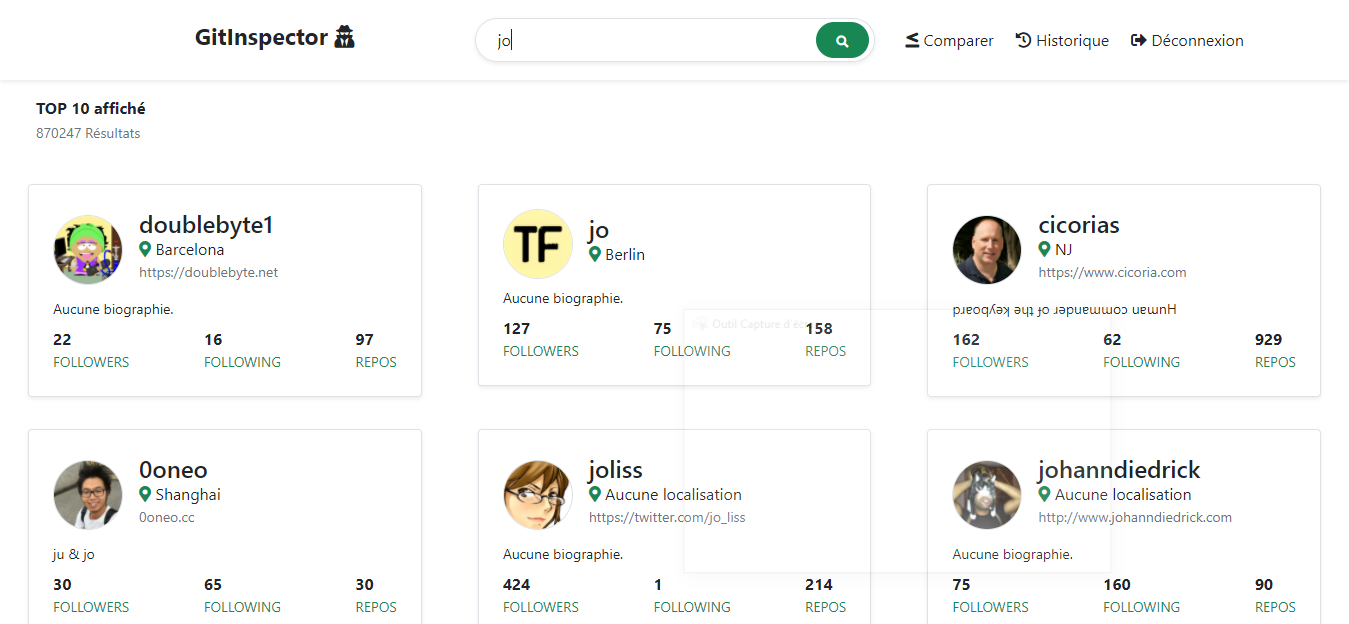 GitInspector
jo
Comparer
Historique
Déconnexion
TOP 10 affiché
870247 Résultats
doublebyte1
Barcelona
https://doublebyte.net
Aucune biographie.
22 16 97
FOLLOWERS FOLLOWING REPOS
TF
jo
Berlin
Aucune biographie.
127 75 158
FOLLOWERS FOLLOWING REPOS
cicorias
NJ
https://www.cicoria.com
Human commander of the keyboard
162 62 929
FOLLOWERS FOLLOWING REPOS
Outil Capture d'éc
0oneo
Shanghai
0oneo.cc
ju & jo
30 65 30
FOLLOWERS FOLLOWING REPOS
joliss
Aucune localisation
https://twitter.com/jo_liss
Aucune biographie.
424 1 214
FOLLOWERS FOLLOWING REPOS
johanndiedrick
Aucune localisation
http://www.johanndiedrick.com
Aucune biographie.
75 160 90
FOLLOWERS FOLLOWING REPOS